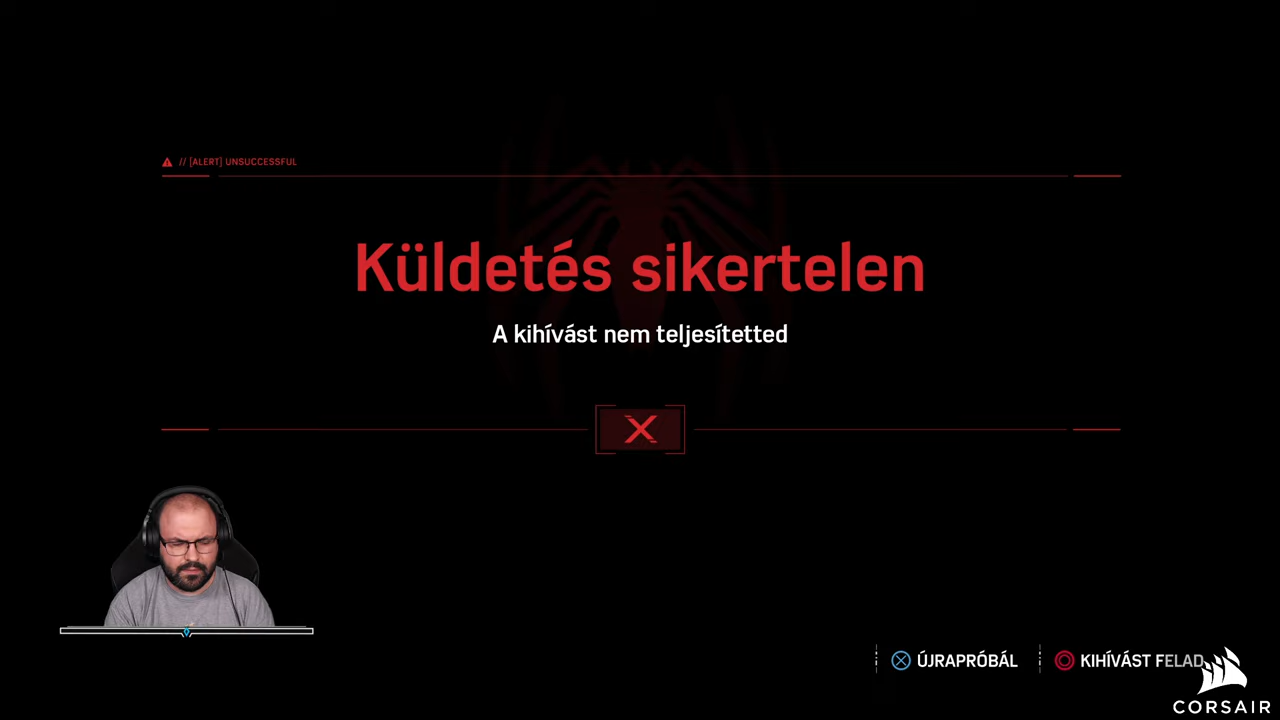 // [ALERT] UNSUCCESSFUL
Küldetés sikertelen
A kihívást nem teljesítetted
ÚJRAPRÓBÁL
KIHÍVÁST FELAD
CORSAIR